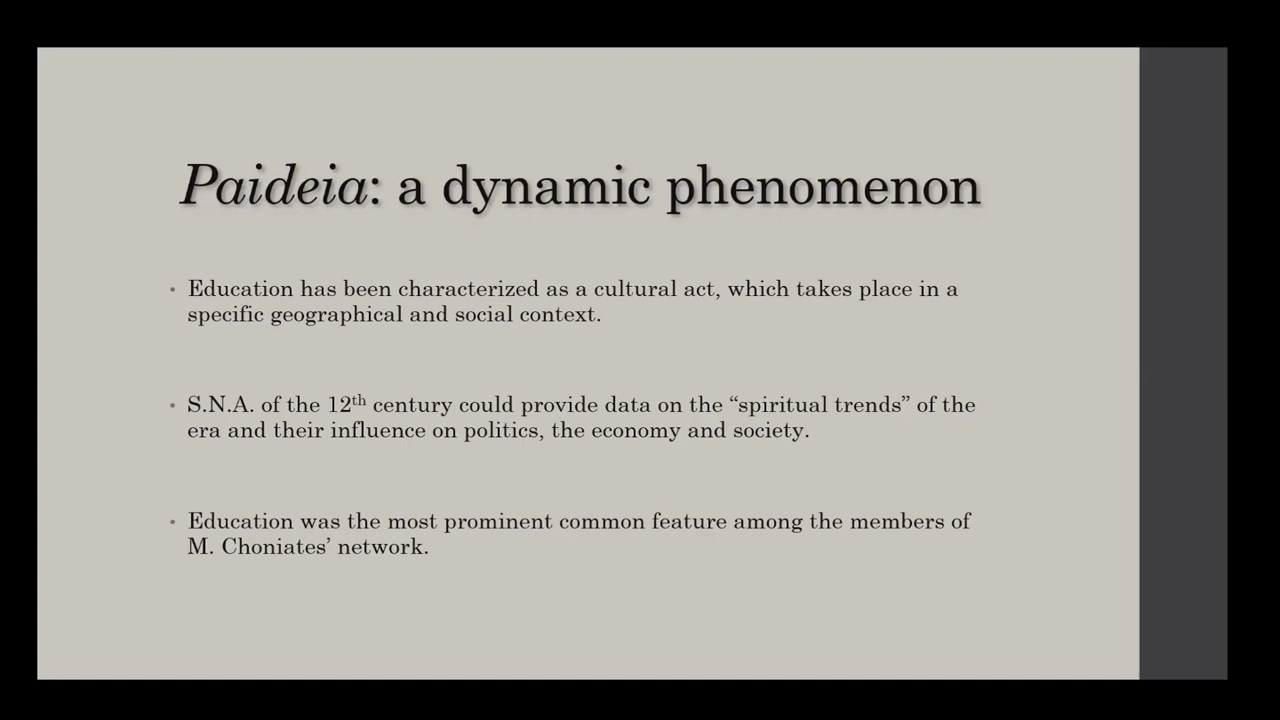 Paideia: a dynamic phenomenon
• Education has been characterized as a cultural act, which takes place in a
specific geographical and social context.
• S.N.A. of the 12th century could provide data on the “spiritual trends” of the
era and their influence on politics, the economy and society.
• Education was the most prominent common feature among the members of
M. Choniates’ network.